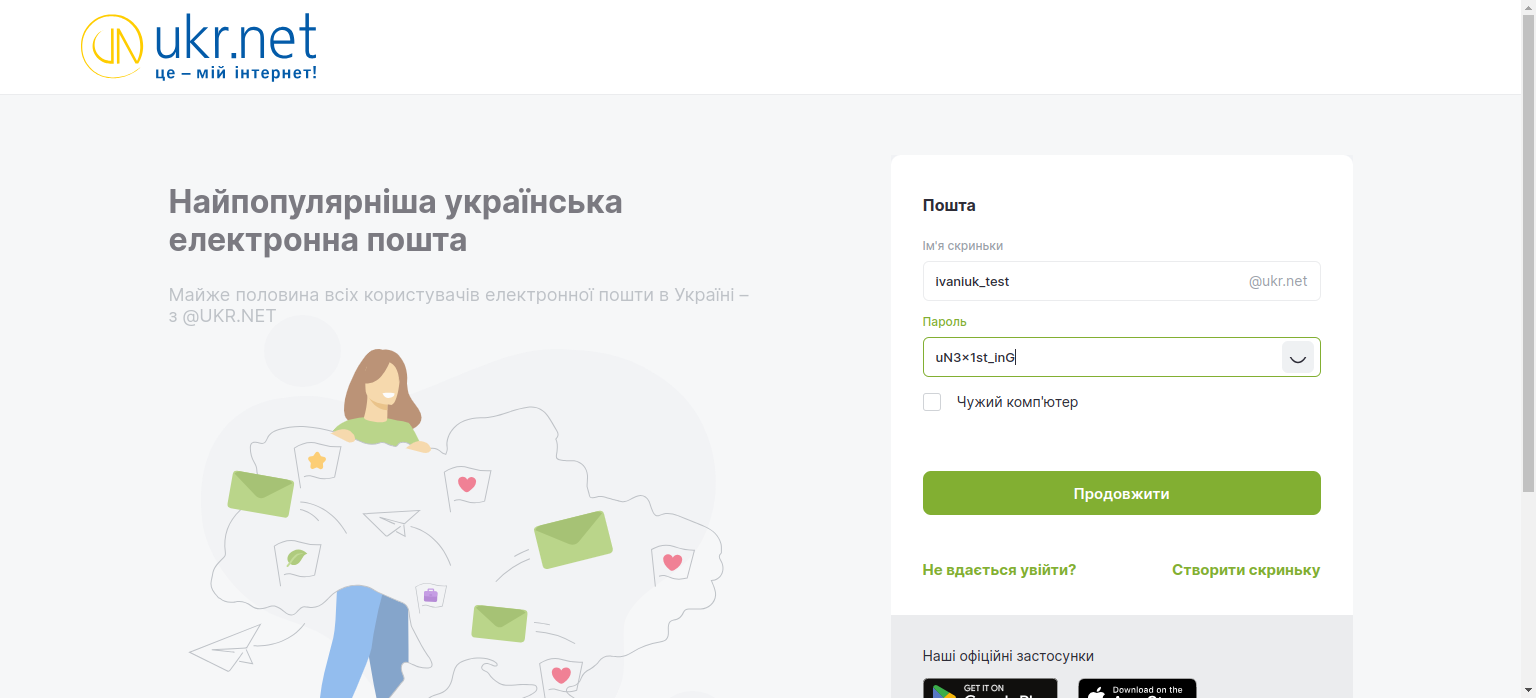 ukr.net
це – мій інтернет!
Найпопулярніша українська
електронна пошта
Майже половина всіх користувачів електронної пошти в Україні –
з @UKR.NET
Пошта
Ім'я скриньки
ivaniuk_test @ukr.net
Пароль
uN3×1st_inG
Чужий комп'ютер
Продовжити
Не вдається увійти? Створити скриньку
Наші офіційні застосунки
GET IT ON Download on the